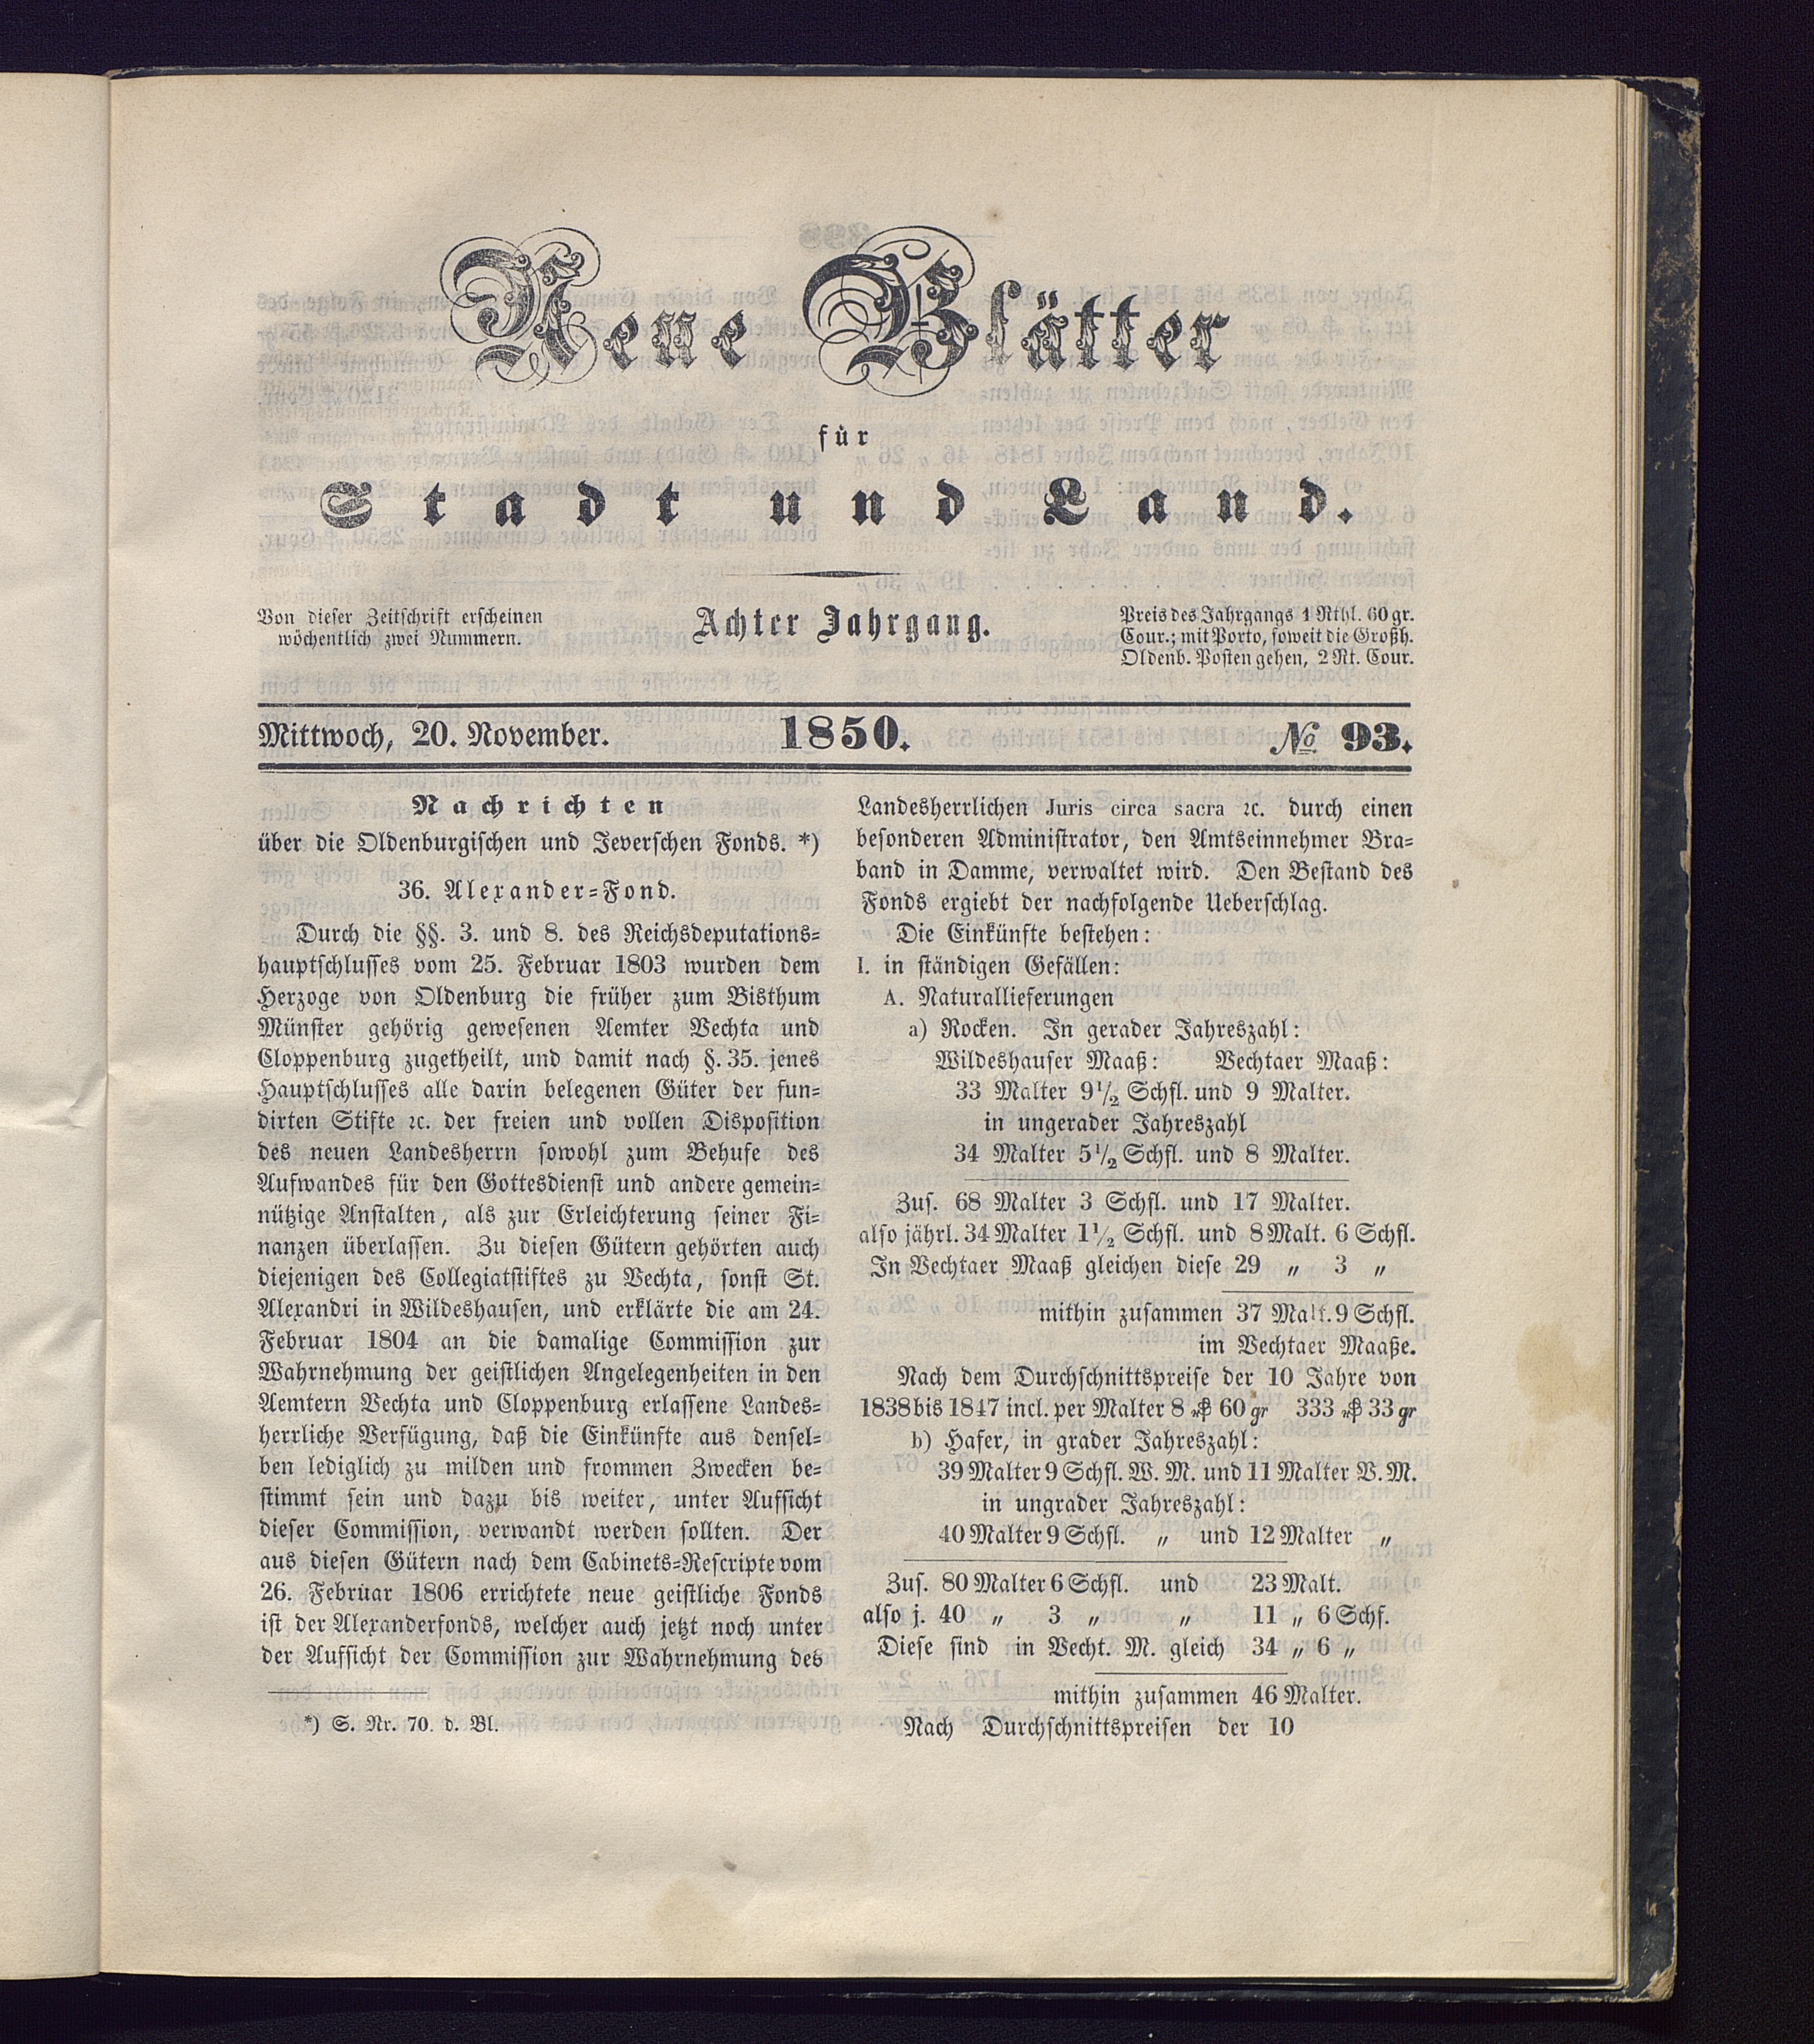 Neue Blätter
für
Stadt und Land.
Von dieser Zeitschrift erscheinen
wöchentlich zwei Nummern.
Achter Jahrgang.
Preis des Jahrgangs 1 Rthl. 60 gr.
Cour.; mit Porto, soweit die Großh.
Oldenb. Posten gehen, 2 Rt. Cour.
Mittwoch, 20. November.
1850.
№ 93.
Nachrichten
über die Oldenburgischen und Jeverschen Fonds. *)
36. Alexander=Fond.
Durch die §§. 3. und 8. des Reichsdeputations=
hauptschlusses vom 25. Februar 1803 wurden dem
Herzoge von Oldenburg die früher zum Bisthum
Münster gehörig gewesenen Aemter Vechta und
Cloppenburg zugetheilt, und damit nach §. 35. jenes
Hauptschlusses alle darin belegenen Güter der fun=
dirten Stifte ꝛc. der freien und vollen Disposition
des neuen Landesherrn sowohl zum Behufe des
Aufwandes für den Gottesdienst und andere gemein=
nützige Anstalten, als zur Erleichterung seiner Fi=
nanzen überlassen. Zu diesen Gütern gehörten auch
diejenigen des Collegiatstiftes zu Vechta, sonst St.
Alexandri in Wildeshausen, und erklärte die am 24.
Februar 1804 an die damalige Commission zur
Wahrnehmung der geistlichen Angelegenheiten in den
Aemtern Vechta und Cloppenburg erlassene Landes=
herrliche Verfügung, daß die Einkünfte aus densel=
ben lediglich zu milden und frommen Zwecken be=
stimmt sein und dazu bis weiter, unter Aufsicht
dieser Commission, verwandt werden sollten. Der
aus diesen Gütern nach dem Cabinets=Rescripte vom
26. Februar 1806 errichtete neue geistliche Fonds
ist der Alexanderfonds, welcher auch jetzt noch unter
der Aufsicht der Commission zur Wahrnehmung des
*) S. Nr. 70. d. Bl.
Landesherrlichen Juris circa sacra ꝛc. durch einen
besonderen Administrator, den Amtseinnehmer Bra=
band in Damme, verwaltet wird. Den Bestand des
Fonds ergiebt der nachfolgende Ueberschlag.
Die Einkünfte bestehen:
I. in ständigen Gefällen:
A. Naturallieferungen
a) Rocken. In gerader Jahreszahl:
Wildeshauser Maaß: Vechtaer Maaß:
33 Malter 9½ Schfl. und 9 Malter.
in ungerader Jahreszahl
34 Malter 5½ Schfl. und 8 Malter.
Zus. 68 Malter 3 Schfl. und 17 Malter.
also jährl. 34 Malter 1½ Schfl. und 8 Malt. 6 Schfl.
In Vechtaer Maaß gleichen diese 29 „ 3 „
mithin zusammen 37 Malt. 9 Schfl.
im Vechtaer Maaße.
Nach dem Durchschnittspreise der 10 Jahre von
1838 bis 1847 incl. per Malter 8 ₰ 60 gr 333 ₰ 33 gr
b) Hafer, in grader Jahreszahl:
39 Malter 9 Schfl. W. M. und 11 Malter V. M.
in ungrader Jahreszahl:
40 Malter 9 Schfl. „ und 12 Malter „
Zus. 80 Malter 6 Schfl. und 23 Malt.
also j. 40 „ 3 „ „ 11 „ 6 Schf.
Diese sind in Vecht. M. gleich 34 „ 6 „
mithin zusammen 46 Malter.
Nach Durchschnittspreisen der 10